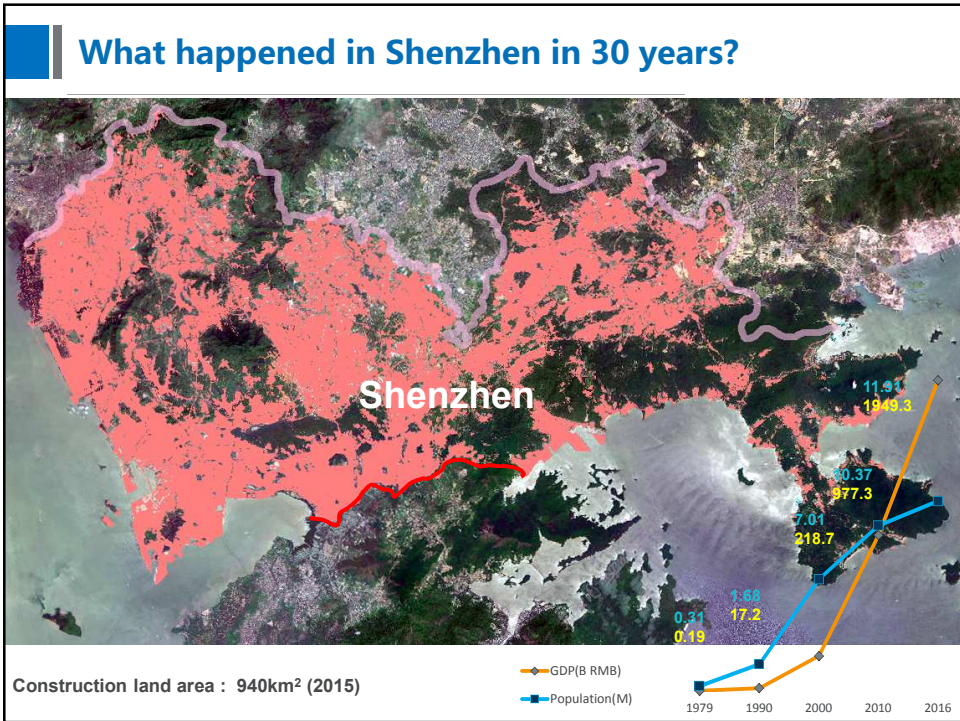 What happened in Shenzhen in 30 years?
Shenzhen
11.91
1949.3
10.37
977.3
7.01
218.7
1.68
17.2
0.31
0.19
Construction land area : 940km² (2015)
GDP(B RMB)
Population(M)
1979 1990 2000 2010 2016